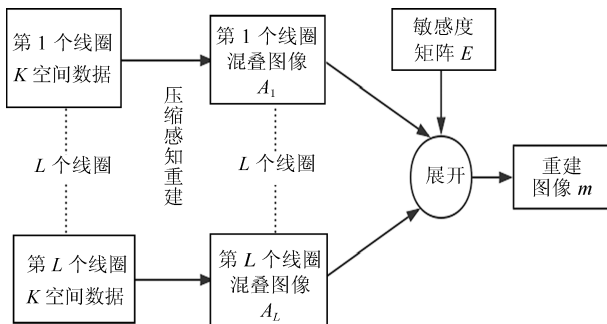 第 1 个线圈
K 空间数据
第 1 个线圈
混叠图像
A₁
敏感度
矩阵 E
压缩感知重建
L 个线圈
L 个线圈
展开
重建
图像 m
第 L 个线圈
K 空间数据
第 L 个线圈
混叠图像
A_L